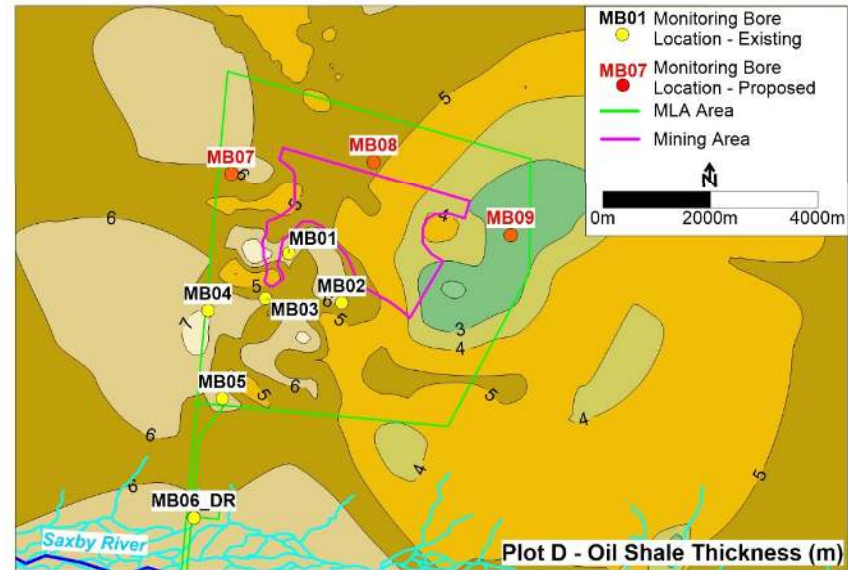 MB01 Monitoring Bore
Location - Existing
MB07 Monitoring Bore
Location - Proposed
MLA Area
Mining Area
N
0m 2000m 4000m
5
MB08
MB07
6
5
4
MB09
6
MB01
MB02
5
6
MB04
MB03
5
7
3
4
MB05
6
5
5
4
6
4
5
6
MB06_DR
Saxby River
Plot D - Oil Shale Thickness (m)